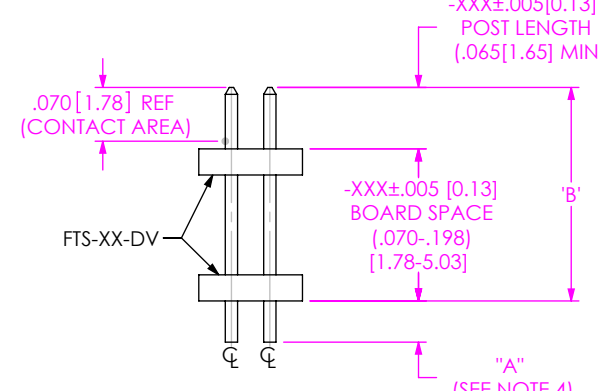 -XXX±.005[0.13]
POST LENGTH
(.065[1.65] MIN
.070[1.78] REF
(CONTACT AREA)
-XXX±.005 [0.13]
BOARD SPACE
(.070-.198)
[1.78-5.03]
'B'
FTS-XX-DV
℄ ℄
"A"
(SEE NOTE 4)